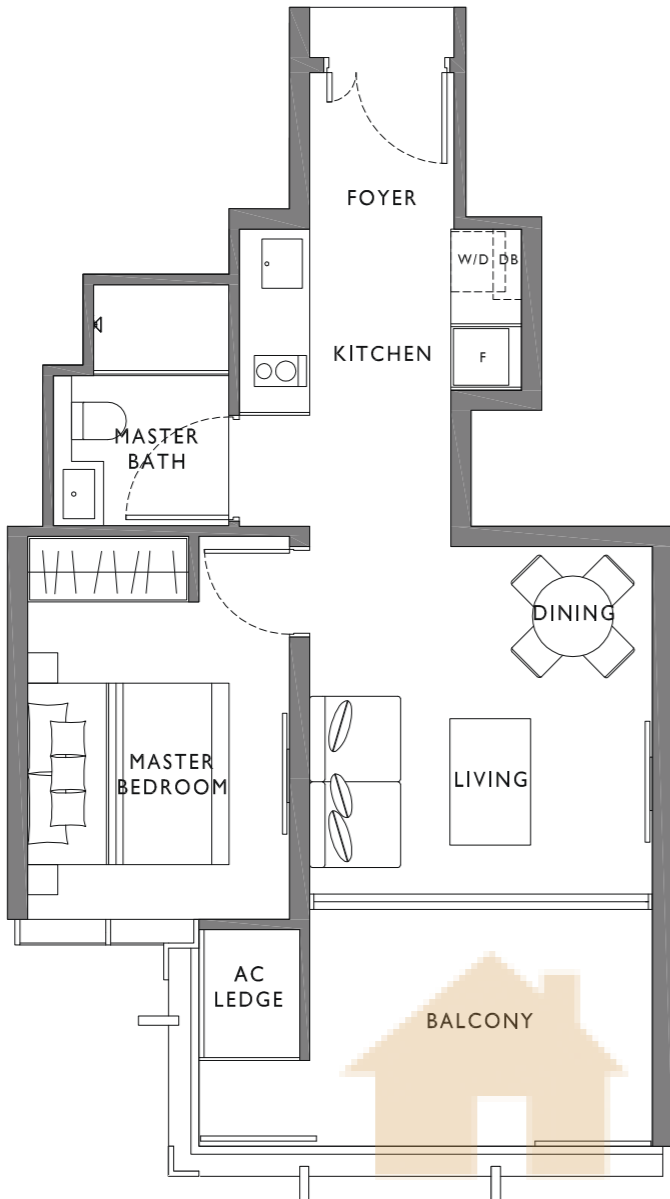 FOYER
W/D DB
KITCHEN
F
MASTER
BATH
DINING
MASTER
BEDROOM
LIVING
AC
LEDGE
BALCONY